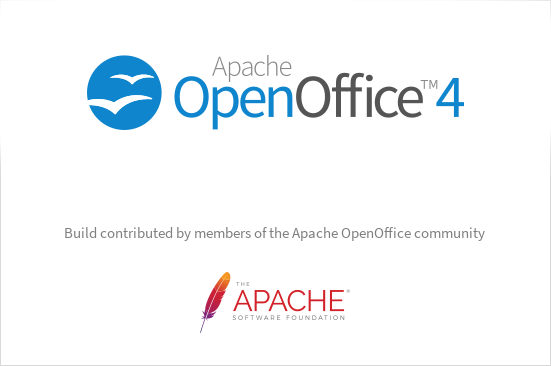 Apache
OpenOffice™ 4
Build contributed by members of the Apache OpenOffice community
THE
APACHE®
SOFTWARE FOUNDATION